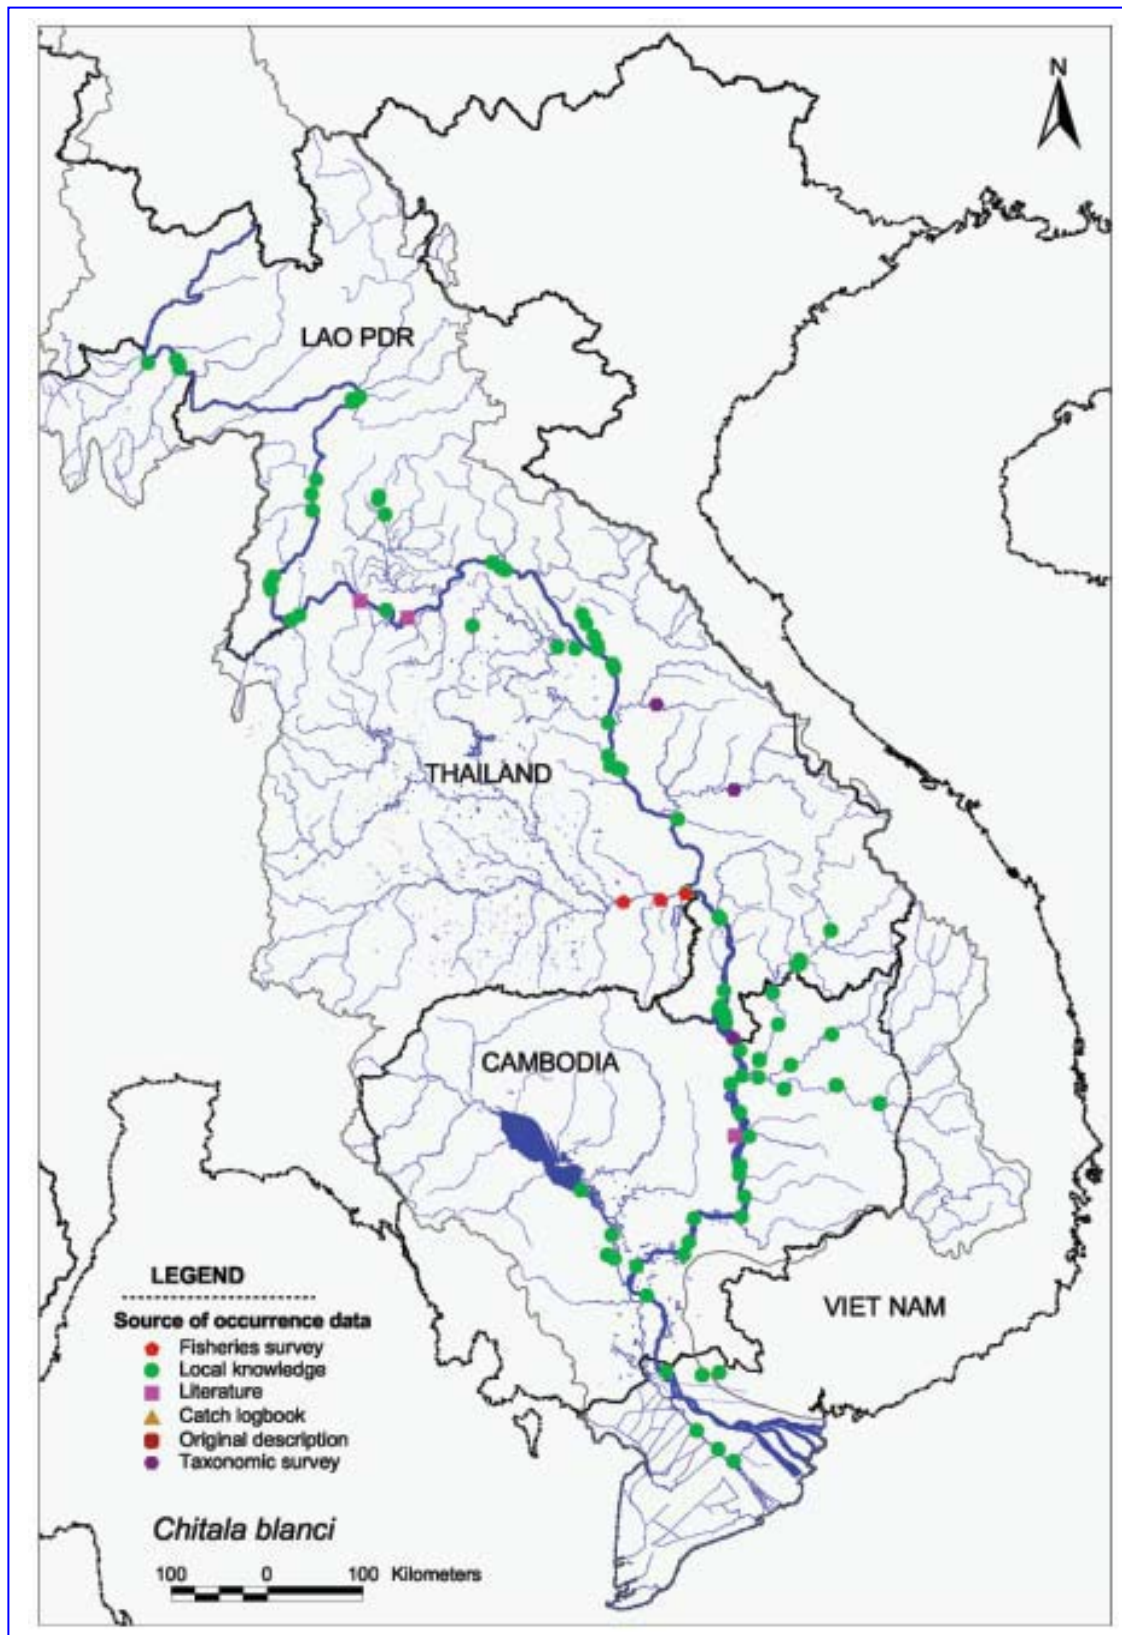 N
LAO PDR
THAILAND
CAMBODIA
VIET NAM
LEGEND
Source of occurrence data
Fisheries survey
Local knowledge
Literature
Catch logbook
Original description
Taxonomic survey
Chitala blanci
100 0 100 Kilometers